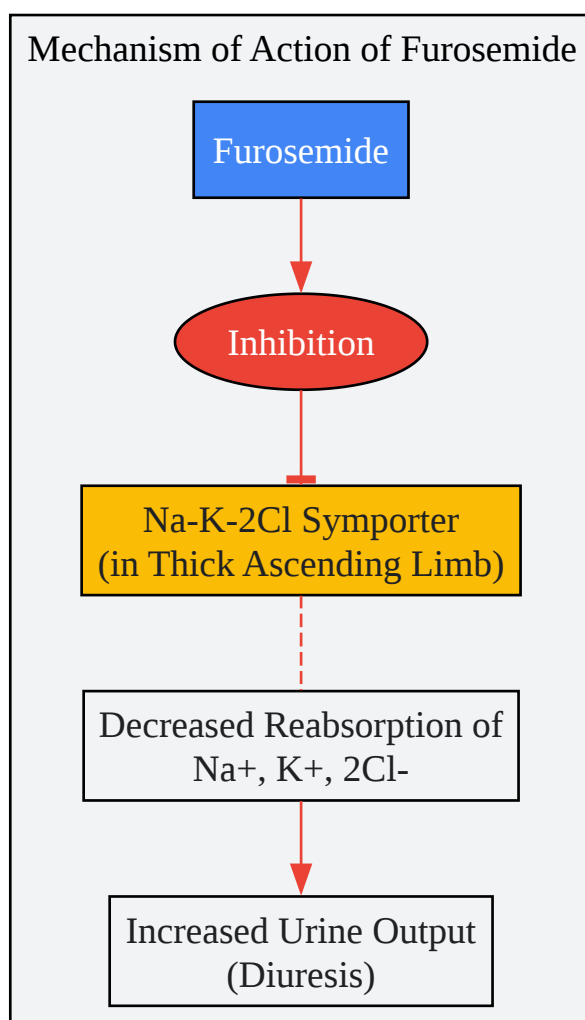 Mechanism of Action of Furosemide
Furosemide
Inhibition
Na-K-2Cl Symporter
(in Thick Ascending Limb)
Decreased Reabsorption of
Na+, K+, 2Cl-
Increased Urine Output
(Diuresis)